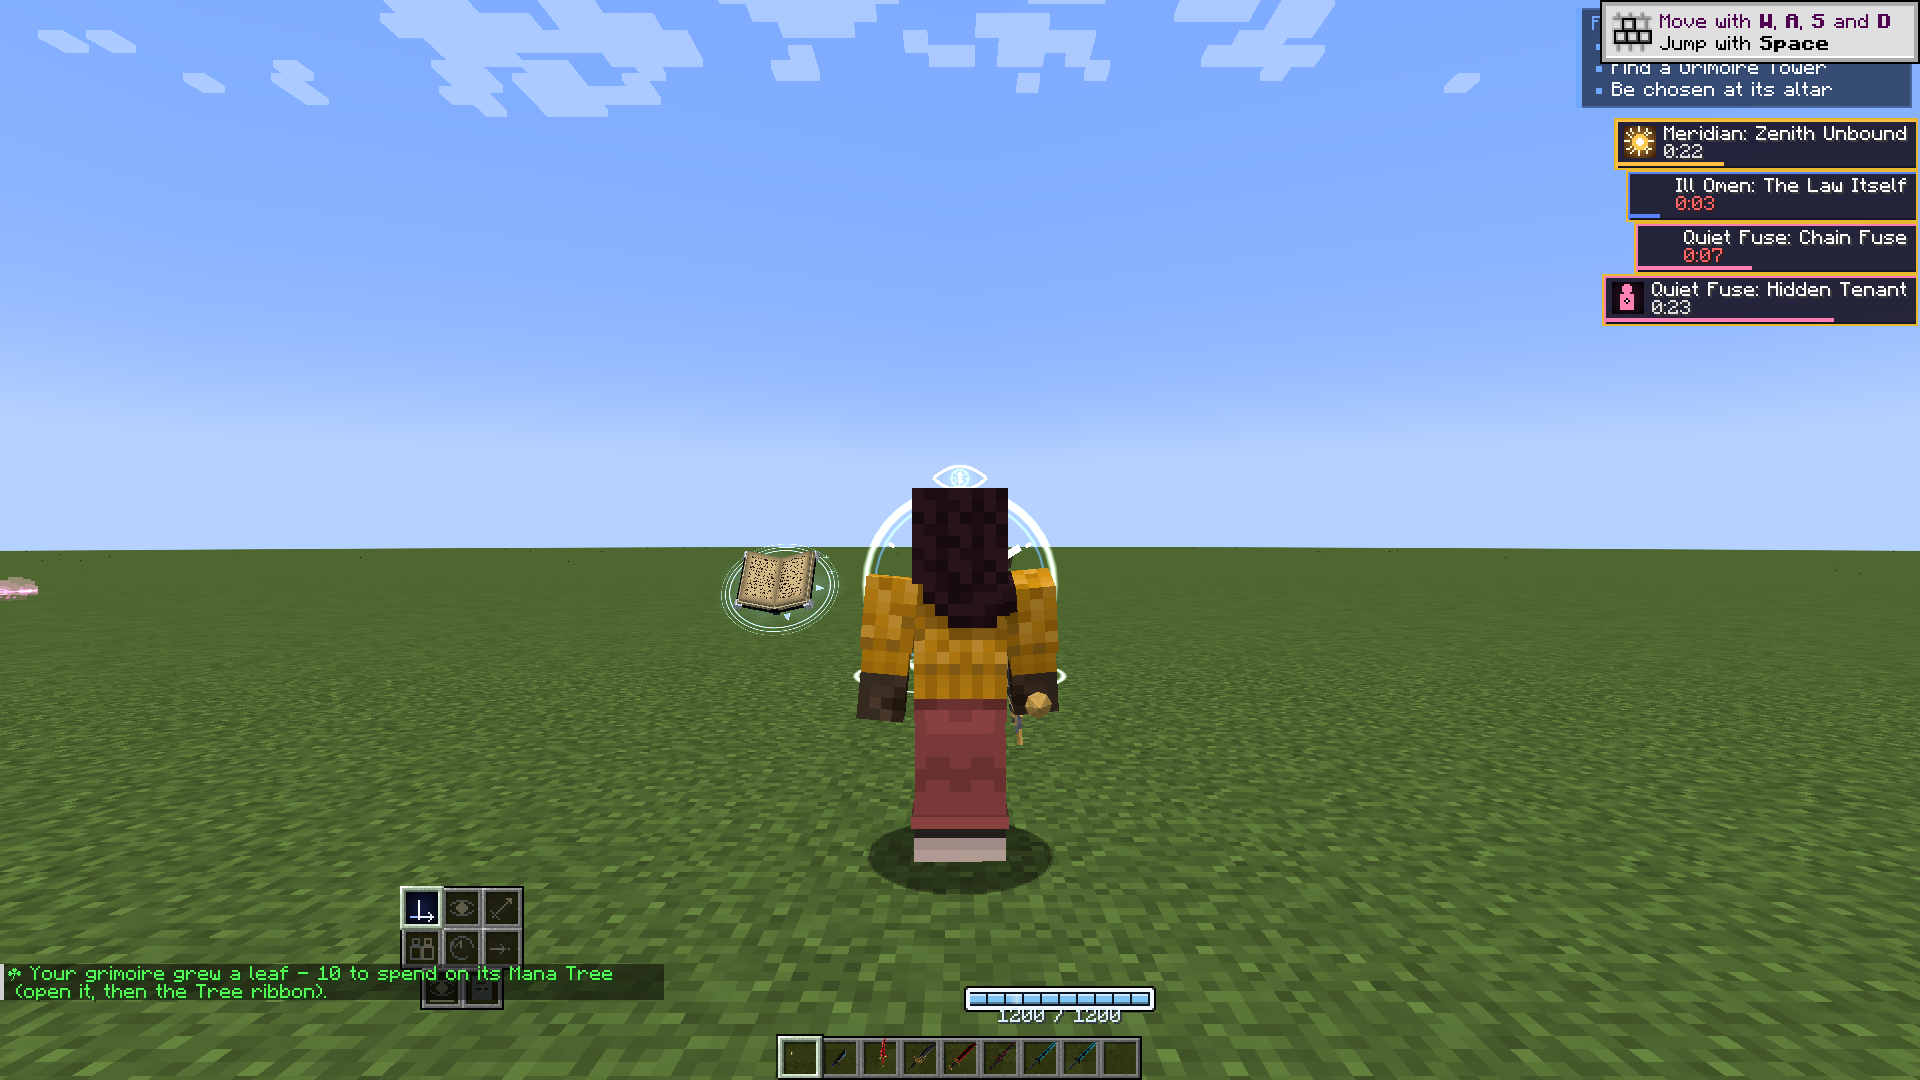 Move with W, A, S and D
Jump with Space
Find a Grimoire Tower
Be chosen at its altar
Meridian: Zenith Unbound
0:22
Ill Omen: The Law Itself
0:03
Quiet Fuse: Chain Fuse
0:07
Quiet Fuse: Hidden Tenant
0:23
Your grimoire grew a leaf - 10 to spend on its Mana Tree
(open it, then the Tree ribbon).
1200 / 1200